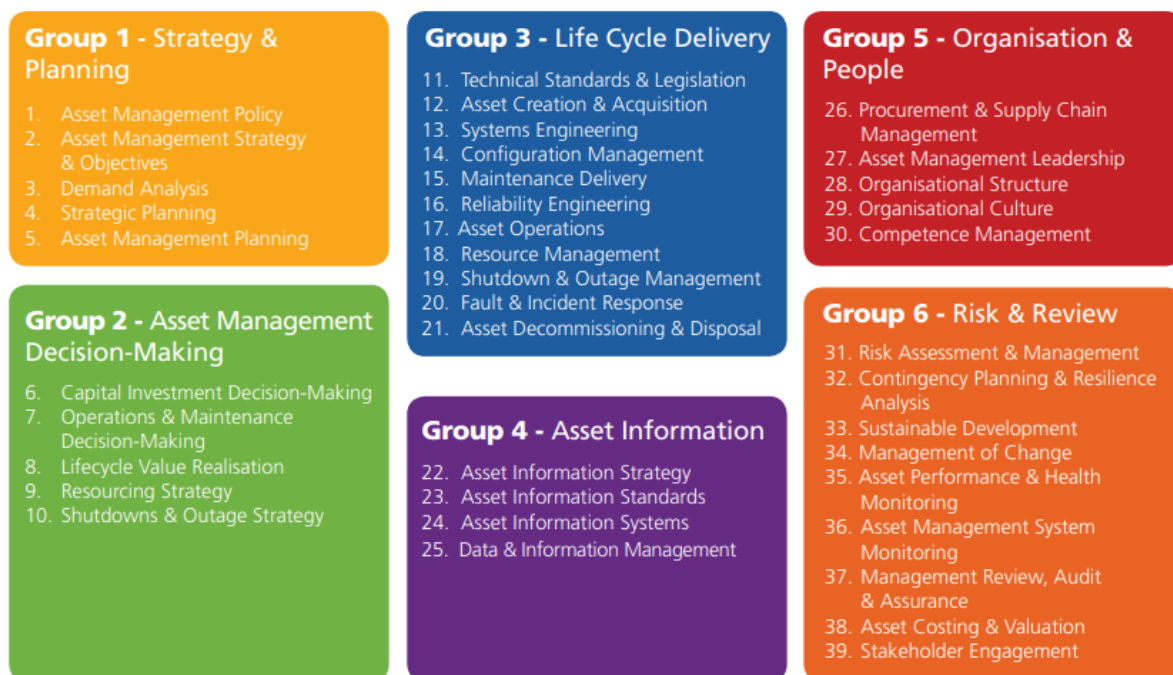 Group 1 - Strategy &
Planning
1. Asset Management Policy
2. Asset Management Strategy
& Objectives
3. Demand Analysis
4. Strategic Planning
5. Asset Management Planning
Group 2 - Asset Management
Decision-Making
6. Capital Investment Decision-Making
7. Operations & Maintenance
Decision-Making
8. Lifecycle Value Realisation
9. Resourcing Strategy
10. Shutdowns & Outage Strategy
Group 3 - Life Cycle Delivery
11. Technical Standards & Legislation
12. Asset Creation & Acquisition
13. Systems Engineering
14. Configuration Management
15. Maintenance Delivery
16. Reliability Engineering
17. Asset Operations
18. Resource Management
19. Shutdown & Outage Management
20. Fault & Incident Response
21. Asset Decommissioning & Disposal
Group 4 - Asset Information
22. Asset Information Strategy
23. Asset Information Standards
24. Asset Information Systems
25. Data & Information Management
Group 5 - Organisation &
People
26. Procurement & Supply Chain
Management
27. Asset Management Leadership
28. Organisational Structure
29. Organisational Culture
30. Competence Management
Group 6 - Risk & Review
31. Risk Assessment & Management
32. Contingency Planning & Resilience
Analysis
33. Sustainable Development
34. Management of Change
35. Asset Performance & Health
Monitoring
36. Asset Management System
Monitoring
37. Management Review, Audit
& Assurance
38. Asset Costing & Valuation
39. Stakeholder Engagement